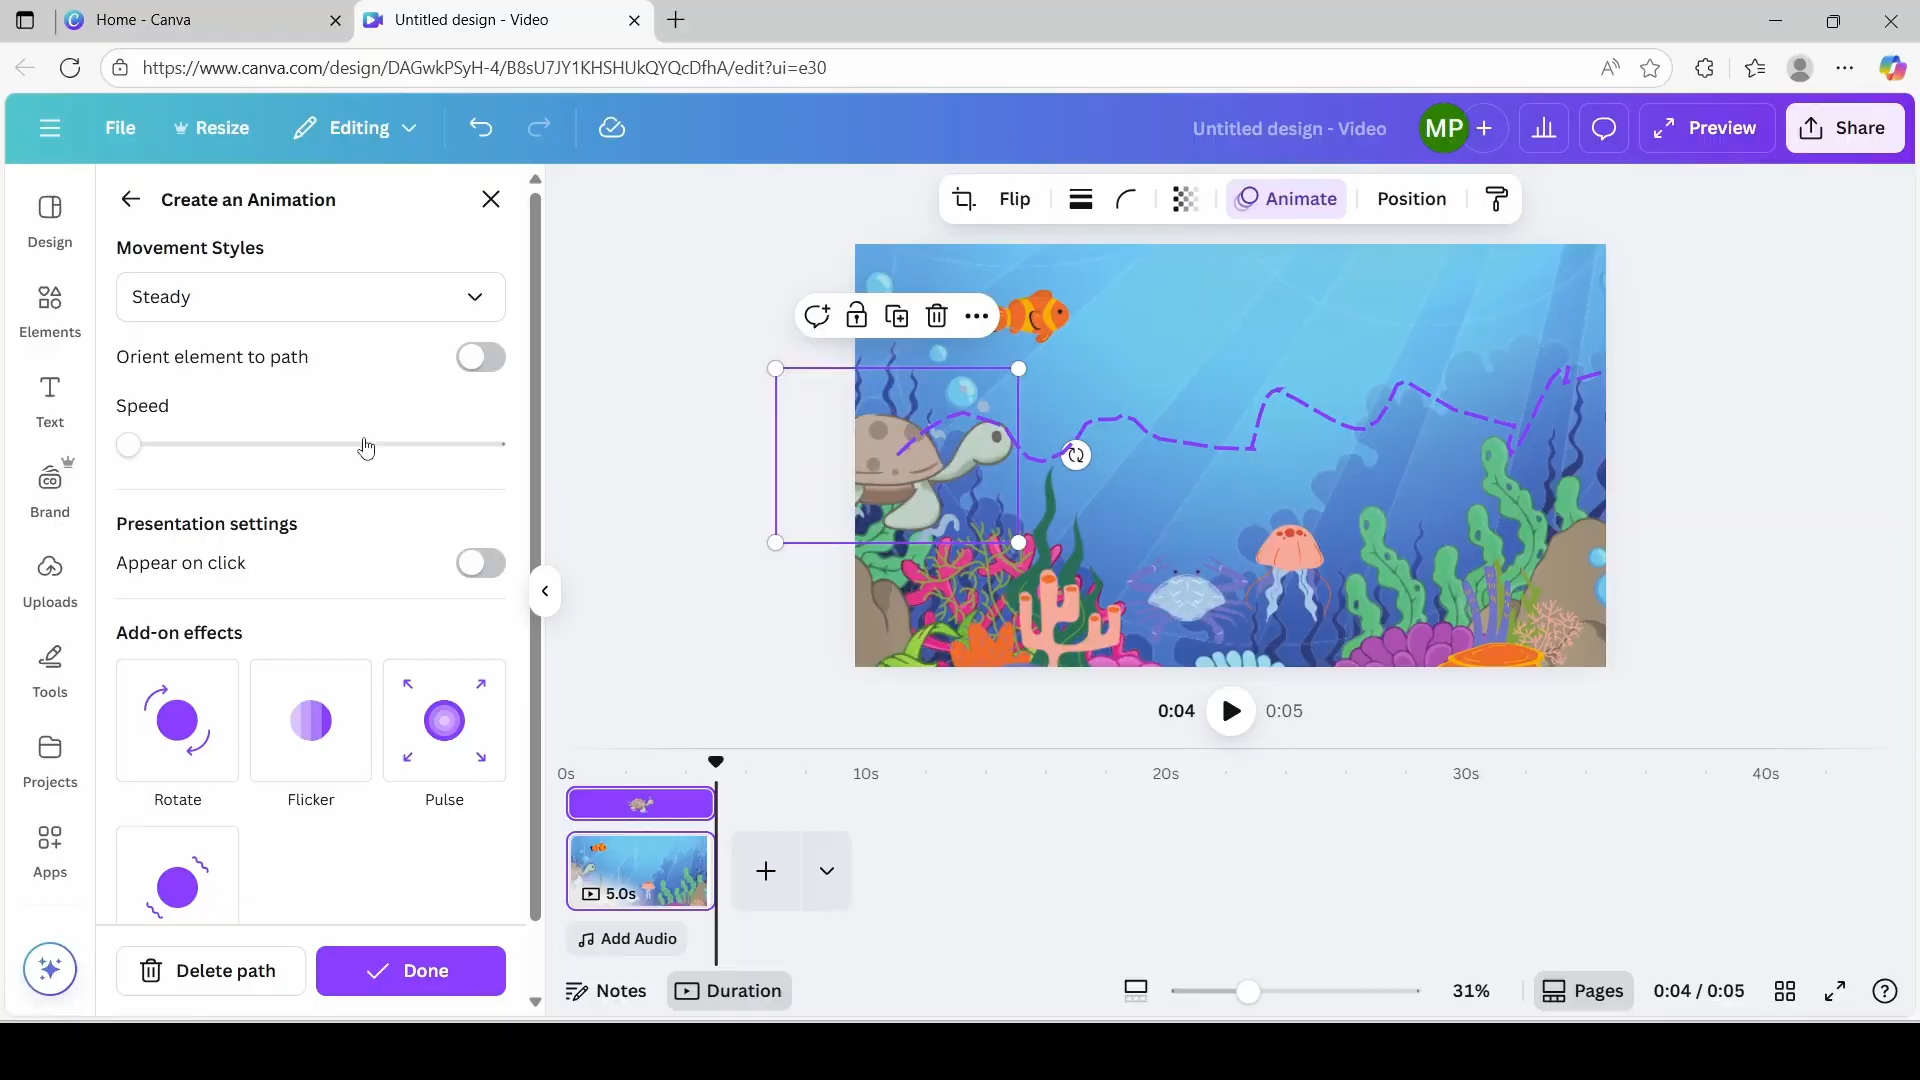 Home - Canva
Untitled design - Video
https://www.canva.com/design/DAGwkPSyH-4/B8sU7JY1KHSHUkQYQcDfhA/edit?ui=e30
File
Resize
Editing
Untitled design - Video
MP
Preview
Share
Design
Elements
Text
Brand
Uploads
Tools
Projects
Apps
Create an Animation
Movement Styles
Steady
Orient element to path
Speed
Presentation settings
Appear on click
Add-on effects
Rotate
Flicker
Pulse
Delete path
Done
Flip
Animate
Position
0:04
0:05
0s
10s
20s
30s
40s
5.0s
Add Audio
Notes
Duration
31%
Pages
0:04 / 0:05